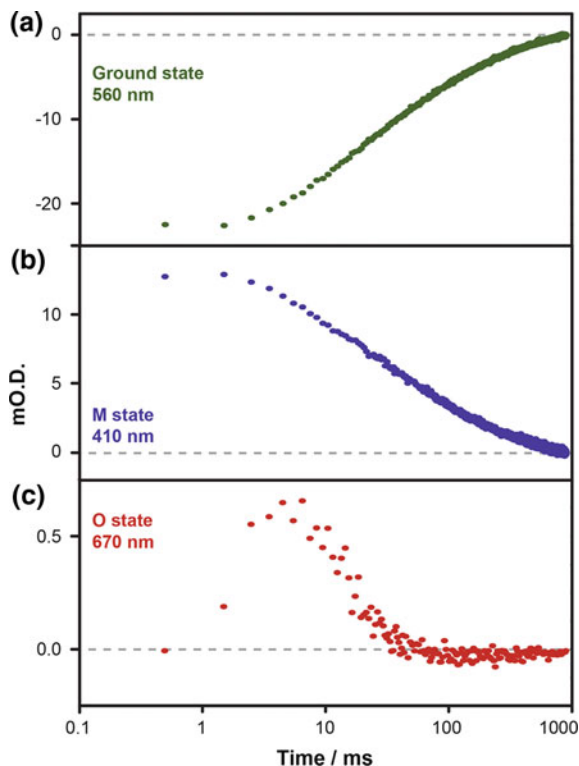 (a)
0
Ground state
560 nm
-10
-20
(b)
10
mO.D.
5
M state
410 nm
0
(c)
O state
670 nm
0.5
0.0
0.1
1
10
100
1000
Time / ms